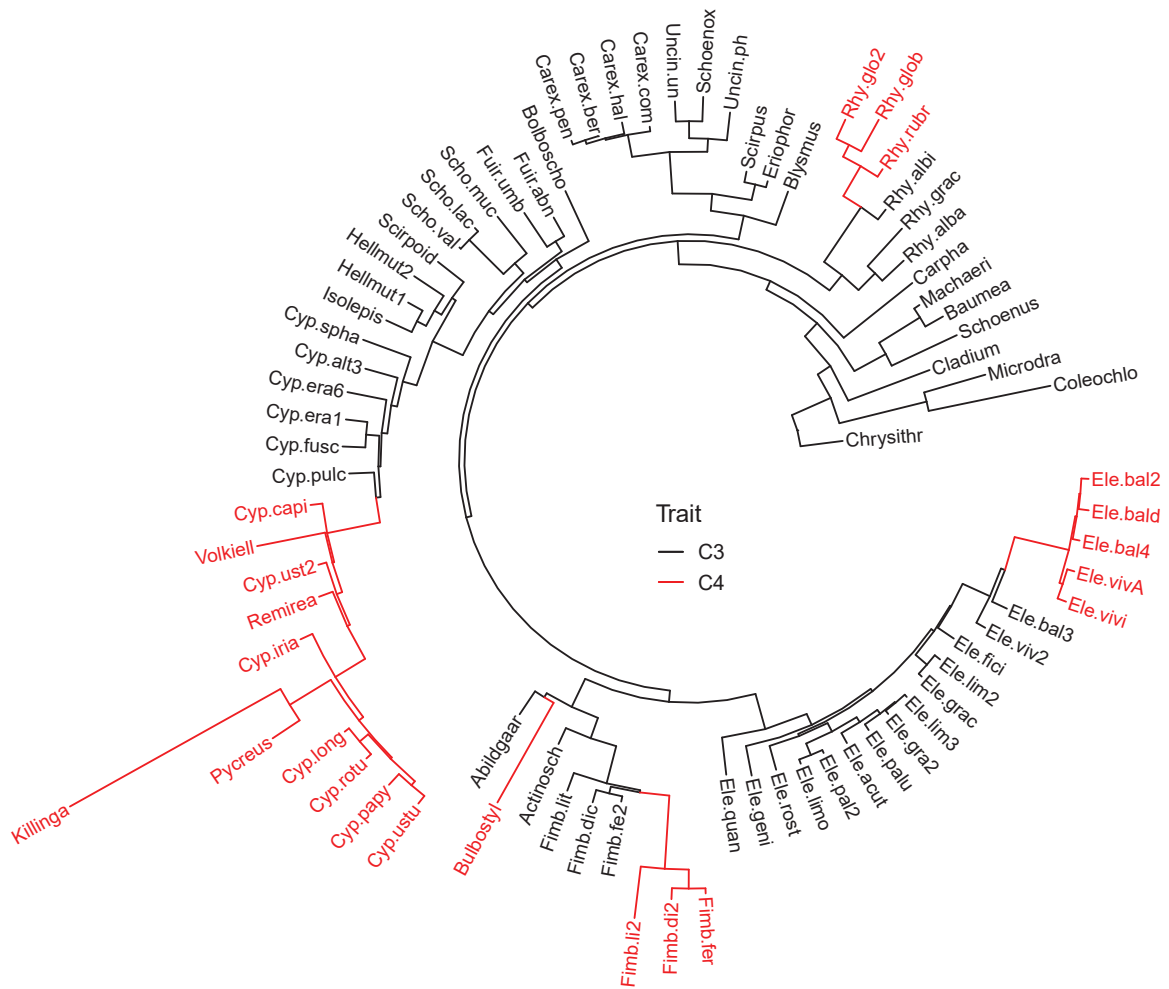 Carex.pen
Carex.ber
Carex.hal
Carex.com
Uncin.un
Schoenox
Uncin.ph
Scirpus
Eriophor
Blysmus
Rhy.glo2
Rhy.glob
Rhy.rubr
Rhy.albi
Rhy.grac
Rhy.alba
Carpha
Machaeri
Baumea
Schoenus
Cladium
Microdra
Coleochlo
Chrysithr
Trait
C3
C4
Ele.bal2
Ele.bald
Ele.bal4
Ele.vivA
Ele.vivi
Ele.bal3
Ele.viv2
Ele.fici
Ele.lim2
Ele.grac
Ele.lim3
Ele.gra2
Ele.palu
Ele.acut
Ele.pal2
Ele.limo
Ele.rost
Ele.geni
Ele.quan
Fimb.fer
Fimb.di2
Fimb.li2
Fimb.fe2
Fimb.dic
Fimb.lit
Actinosch
Bulbostyl
Abildgaar
Cyp.ustu
Cyp.papy
Cyp.rotu
Cyp.long
Pycreus
Killinga
Cyp.iria
Remirea
Cyp.ust2
Volkiell
Cyp.capi
Cyp.pulc
Cyp.fusc
Cyp.era1
Cyp.era6
Cyp.alt3
Cyp.spha
Isolepis
Hellmut1
Hellmut2
Scirpoid
Scho.val
Scho.lac
Scho.muc
Fuir.umb
Fuir.abn
Bolboscho